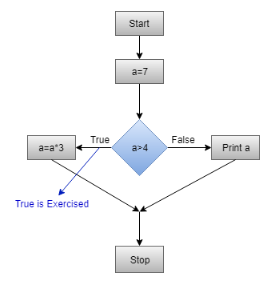 Start
a=7
True
False
a=a*3
a>4
Print a
True is Exercised
Stop